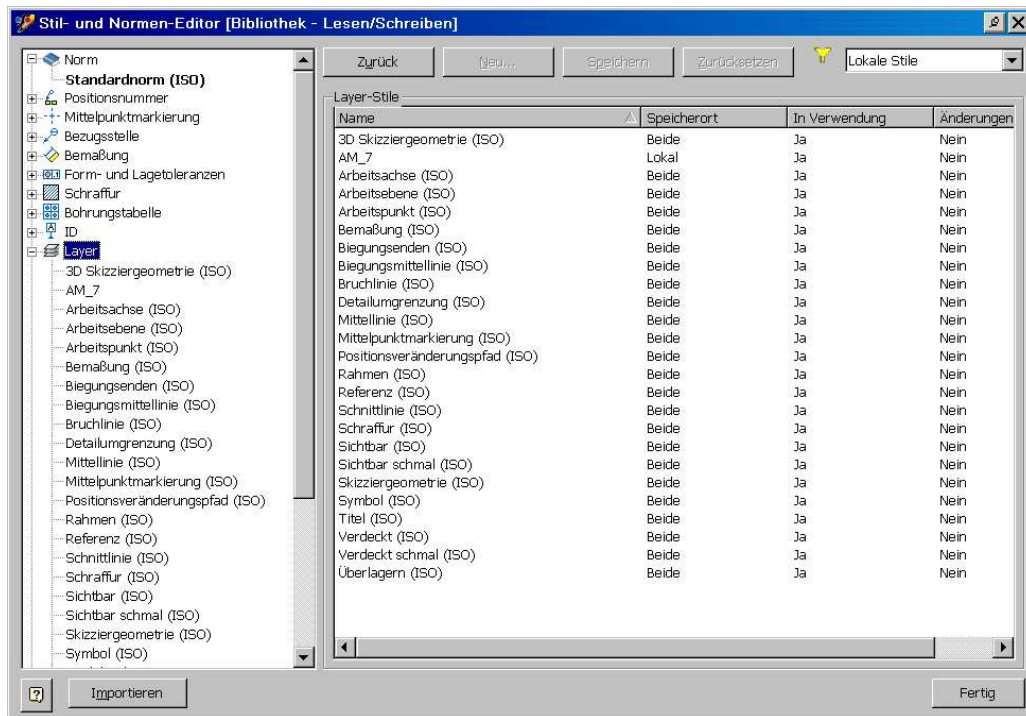 Stil- und Normen-Editor [Bibliothek - Lesen/Schreiben]
Norm
Standardnorm (ISO)
Positionsnummer
Mittelpunktmarkierung
Bezugsstelle
Bemaßung
Form- und Lagetoleranzen
Schraffur
Bohrungstabelle
ID
Layer
3D Skizziergeometrie (ISO)
AM_7
Arbeitsachse (ISO)
Arbeitsebene (ISO)
Arbeitspunkt (ISO)
Bemaßung (ISO)
Biegungsenden (ISO)
Biegungsmittellinie (ISO)
Bruchlinie (ISO)
Detailumgrenzung (ISO)
Mittellinie (ISO)
Mittelpunktmarkierung (ISO)
Positionsveränderungspfad (ISO)
Rahmen (ISO)
Referenz (ISO)
Schnittlinie (ISO)
Schraffur (ISO)
Sichtbar (ISO)
Sichtbar schmal (ISO)
Skizziergeometrie (ISO)
Symbol (ISO)
Zurück Neu... Speichern Zurücksetzen Lokale Stile
Layer-Stile
Name Speicherort In Verwendung Änderungen
3D Skizziergeometrie (ISO) Beide Ja Nein
AM_7 Lokal Ja Nein
Arbeitsachse (ISO) Beide Ja Nein
Arbeitsebene (ISO) Beide Ja Nein
Arbeitspunkt (ISO) Beide Ja Nein
Bemaßung (ISO) Beide Ja Nein
Biegungsenden (ISO) Beide Ja Nein
Biegungsmittellinie (ISO) Beide Ja Nein
Bruchlinie (ISO) Beide Ja Nein
Detailumgrenzung (ISO) Beide Ja Nein
Mittellinie (ISO) Beide Ja Nein
Mittelpunktmarkierung (ISO) Beide Ja Nein
Positionsveränderungspfad (ISO) Beide Ja Nein
Rahmen (ISO) Beide Ja Nein
Referenz (ISO) Beide Ja Nein
Schnittlinie (ISO) Beide Ja Nein
Schraffur (ISO) Beide Ja Nein
Sichtbar (ISO) Beide Ja Nein
Sichtbar schmal (ISO) Beide Ja Nein
Skizziergeometrie (ISO) Beide Ja Nein
Symbol (ISO) Beide Ja Nein
Titel (ISO) Beide Ja Nein
Verdeckt (ISO) Beide Ja Nein
Verdeckt schmal (ISO) Beide Ja Nein
Überlagern (ISO) Beide Ja Nein
Importieren Fertig